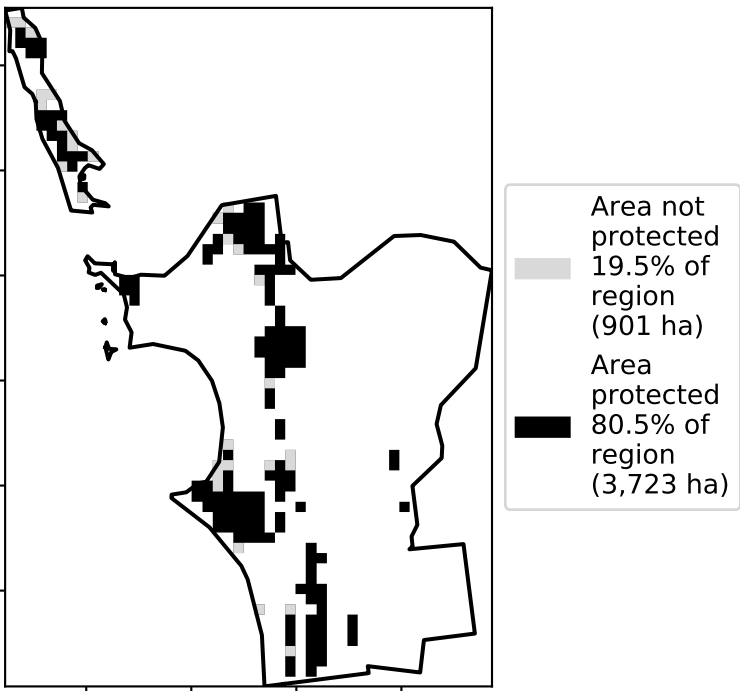 Area not
protected
19.5% of
region
(901 ha)
Area
protected
80.5% of
region
(3,723 ha)